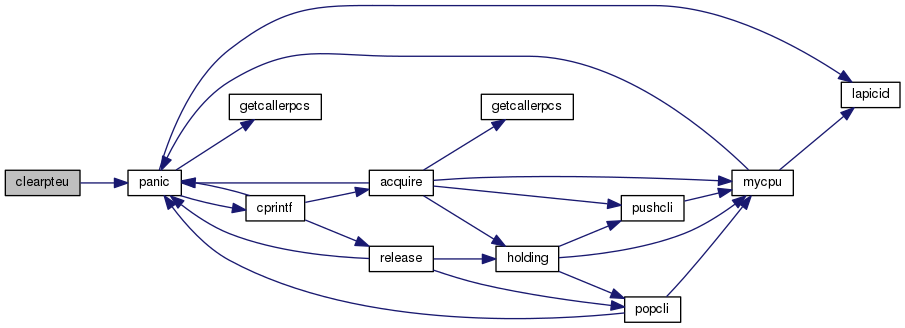 clearpteu
panic
getcallerpcs
cprintf
acquire
release
getcallerpcs
holding
pushcli
popcli
mycpu
lapicid